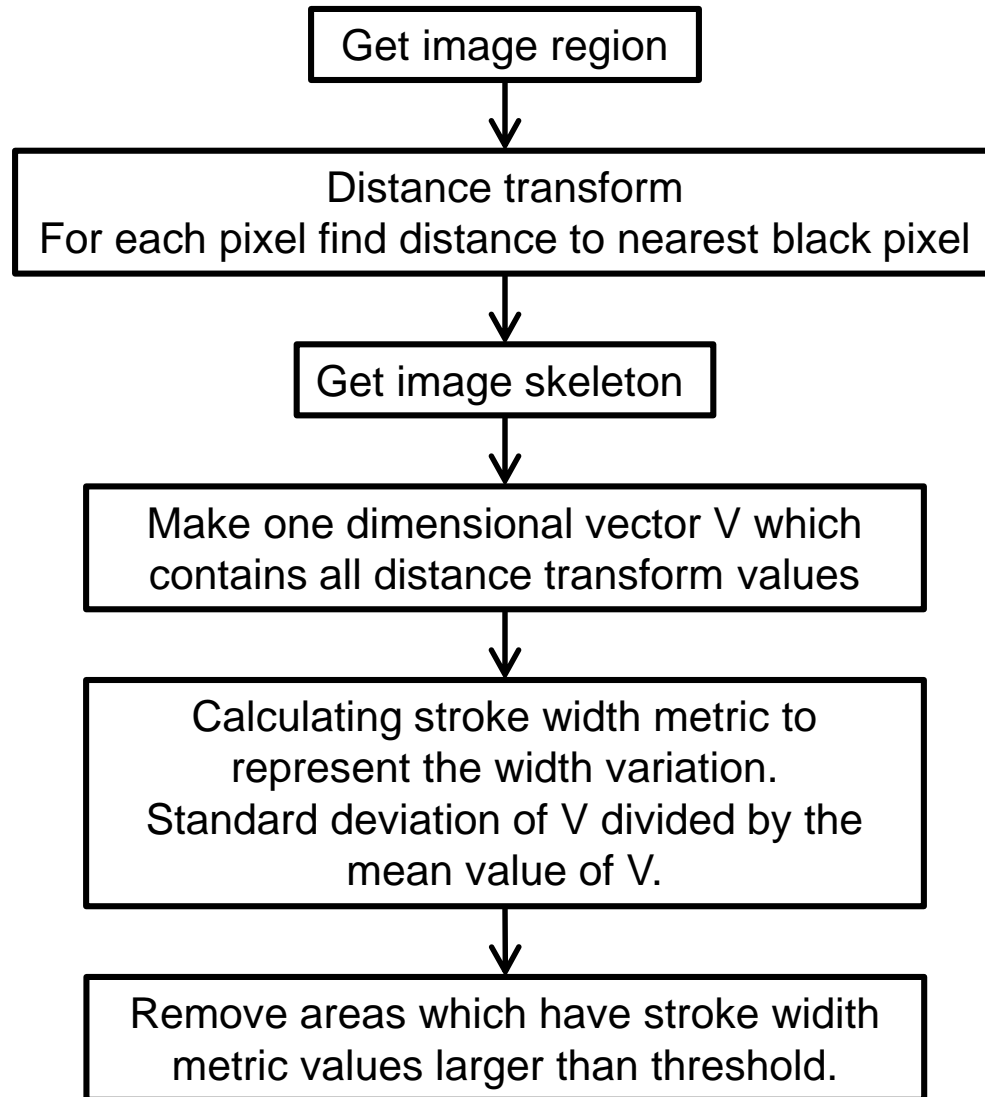 Get image region
Distance transform
For each pixel find distance to nearest black pixel
Get image skeleton
Make one dimensional vector V which
contains all distance transform values
Calculating stroke width metric to
represent the width variation.
Standard deviation of V divided by the
mean value of V.
Remove areas which have stroke widith
metric values larger than threshold.